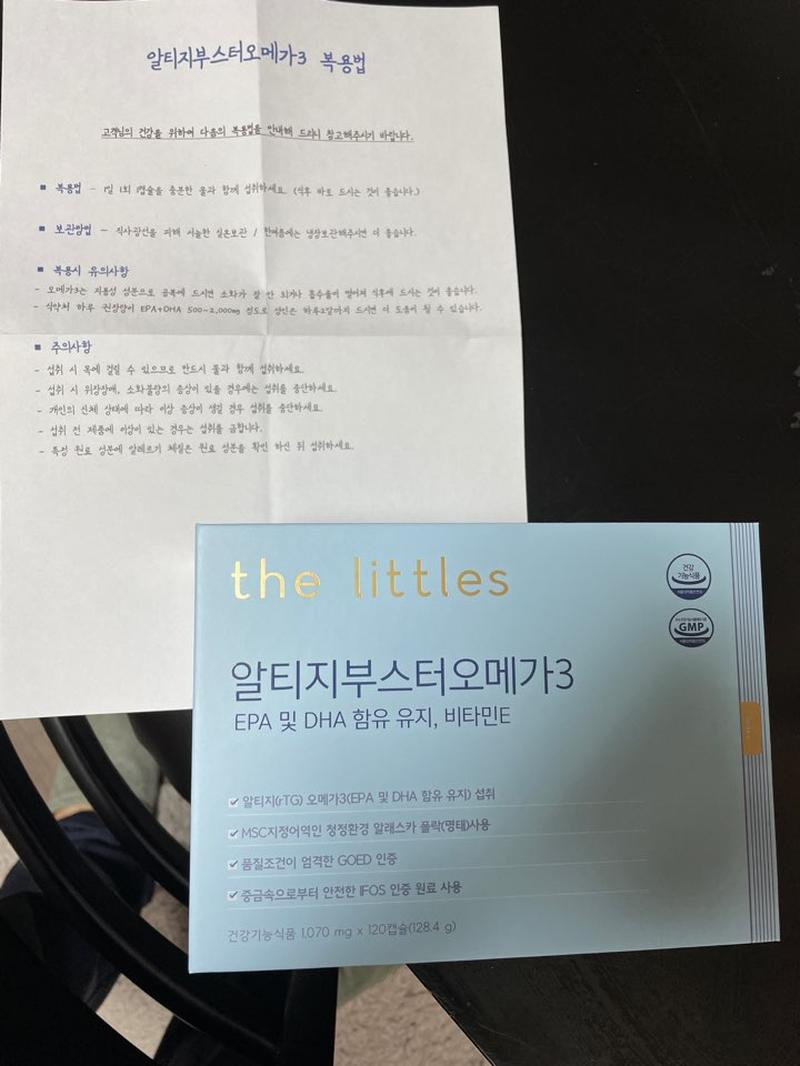 알티지부스터오메가3 복용법
고객님의 건강을 위하여 다음의 복용법을 안내해 드리니 참고해주시기 바랍니다.
■ 복용법 - 1일 1회 1캡슐을 충분한 물과 함께 섭취하세요. (식후 바로 드시는 것이 좋습니다.)
■ 보관방법 - 직사광선을 피해 서늘한 실온보관 / 한여름에는 냉장보관해주시면 더 좋습니다.
■ 복용시 유의사항
- 오메가3는 지용성 성분으로 공복에 드시면 소화가 잘 안 되거나 흡수율이 떨어져 식후에 드시는 것이 좋습니다.
- 식약처 하루 권장량이 EPA+DHA 500~2,000mg 정도로 성인은 하루2알까지 드시면 더 도움이 될 수 있습니다.
■ 주의사항
- 섭취 시 목에 걸릴 수 있으므로 반드시 물과 함께 섭취하세요.
- 섭취 시 위장장애, 소화불량의 증상이 있을 경우에는 섭취를 중단하세요.
- 개인의 신체 상태에 따라 이상 증상이 생길 경우 섭취를 중단하세요.
- 섭취 전 제품에 이상이 있는 경우는 섭취를 금합니다.
- 특정 원료 성분에 알레르기 체질은 원료 성분을 확인 하신 뒤 섭취하세요.
the littles
건강
기능식품
GMP
알티지부스터오메가3
EPA 및 DHA 함유 유지, 비타민E
알티지(rTG) 오메가3(EPA 및 DHA 함유 유지) 섭취
MSC지정어역인 청정환경 알래스카 폴락(명태)사용
품질조건이 엄격한 GOED 인증
중금속으로부터 안전한 IFOS 인증 원료 사용
건강기능식품 1,070 mg x 120캡슐(128.4 g)